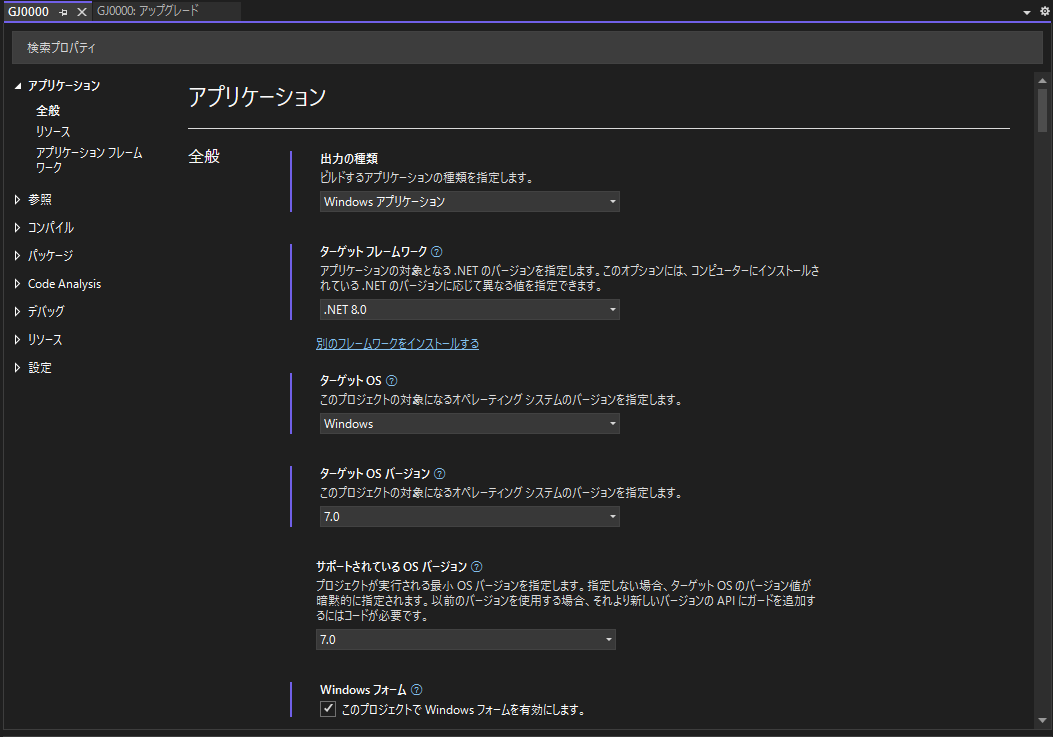 GJ0000
GJ0000: アップグレード
検索プロパティ
アプリケーション
全般
リソース
アプリケーション フレーム
ワーク
参照
コンパイル
パッケージ
Code Analysis
デバッグ
リソース
設定
アプリケーション
全般
出力の種類
ビルドするアプリケーションの種類を指定します。
Windows アプリケーション
ターゲット フレームワーク ?
アプリケーションの対象となる .NET のバージョンを指定します。このオプションには、コンピューターにインストールさ
れている .NET のバージョンに応じて異なる値を指定できます。
.NET 8.0
別のフレームワークをインストールする
ターゲット OS ?
このプロジェクトの対象になるオペレーティング システムのバージョンを指定します。
Windows
ターゲット OS バージョン ?
このプロジェクトの対象になるオペレーティング システムのバージョンを指定します。
7.0
サポートされている OS バージョン ?
プロジェクトが実行される最小 OS バージョンを指定します。指定しない場合、ターゲット OS のバージョン値が
暗黙的に指定されます。以前のバージョンを使用する場合、それより新しいバージョンの API にガードを追加す
るにはコードが必要です。
7.0
Windows フォーム ?
このプロジェクトで Windows フォームを有効にします。